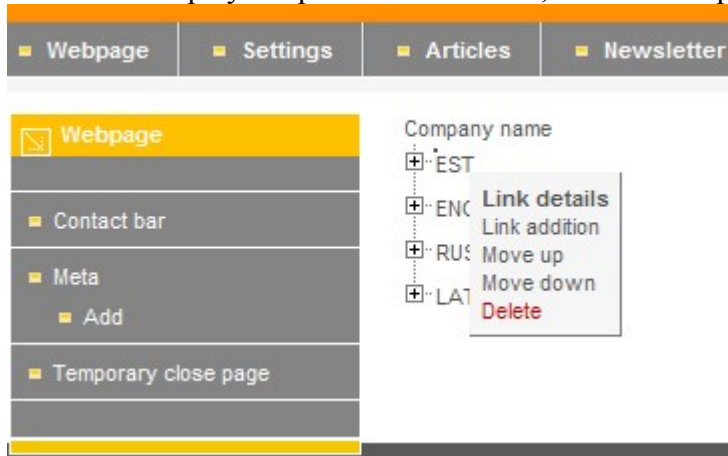 Webpage
Settings
Articles
Newsletter
Webpage
Contact bar
Meta
Add
Temporary close page
Company name
EST
ENG
RUS
LAT
Link details
Link addition
Move up
Move down
Delete